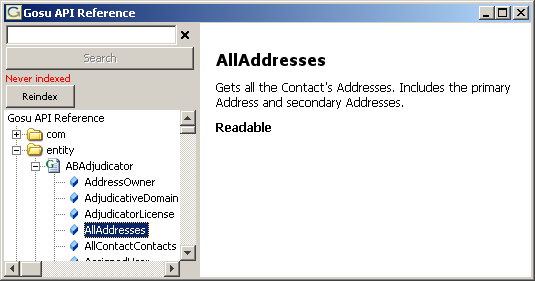 Gosu API Reference
Search
Never indexed
Reindex
Gosu API Reference
com
entity
ABAdjudicator
AddressOwner
AdjudicativeDomain
AdjudicatorLicense
AllAddresses
AllContactContacts
AssignedUser
AllAddresses
Gets all the Contact's Addresses. Includes the primary
Address and secondary Addresses.
Readable